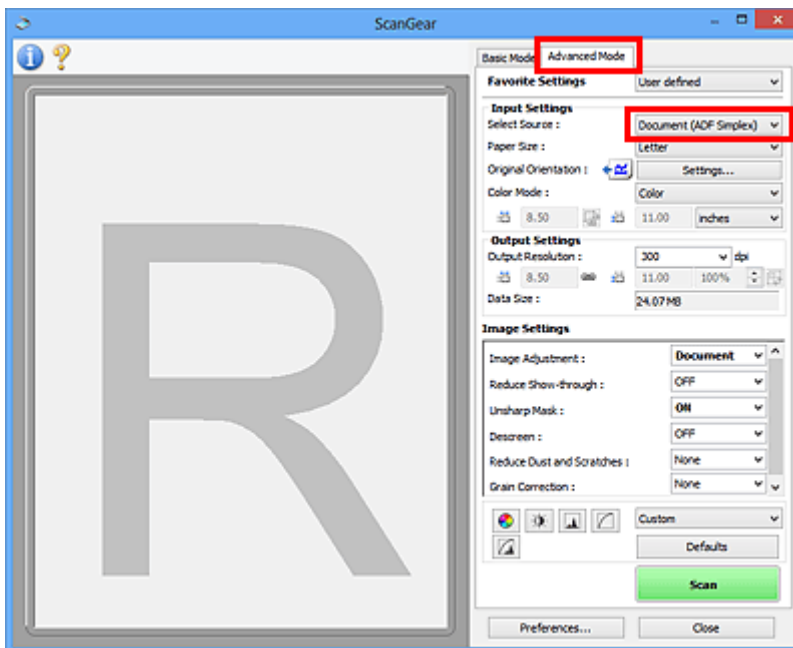 ScanGear
Basic Mode Advanced Mode
Favorite Settings User defined
Input Settings
Select Source : Document (ADF Simplex)
Paper Size : Letter
Original Orientation : Settings...
Color Mode : Color
8.50 11.00 inches
Output Settings
Output Resolution : 300 dpi
8.50 11.00 100%
Data Size : 24.07 MB
Image Settings
Image Adjustment : Document
Reduce Show-through : OFF
Unsharp Mask : ON
Descreen : OFF
Reduce Dust and Scratches : None
Grain Correction : None
Custom
Defaults
Scan
Preferences... Close
R